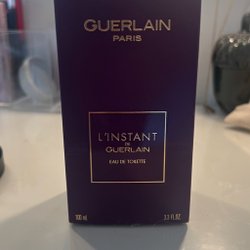 GUERLAIN
PARIS
L'INSTANT
DE
GUERLAIN
EAU DE TOILETTE
100 ml 3.3 FL.OZ.